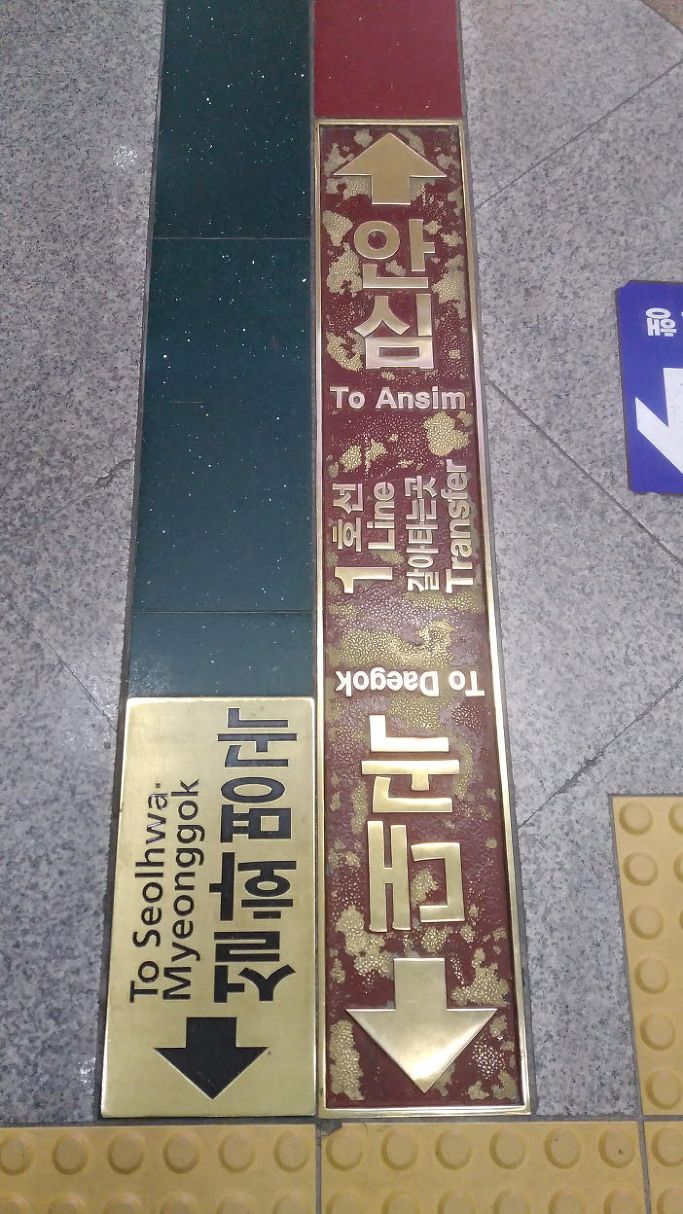 안심
To Ansim
1호선
Line
갈아타는곳
Transfer
To Daegok
대곡
To Seolhwa-
Myeonggok
설화명곡